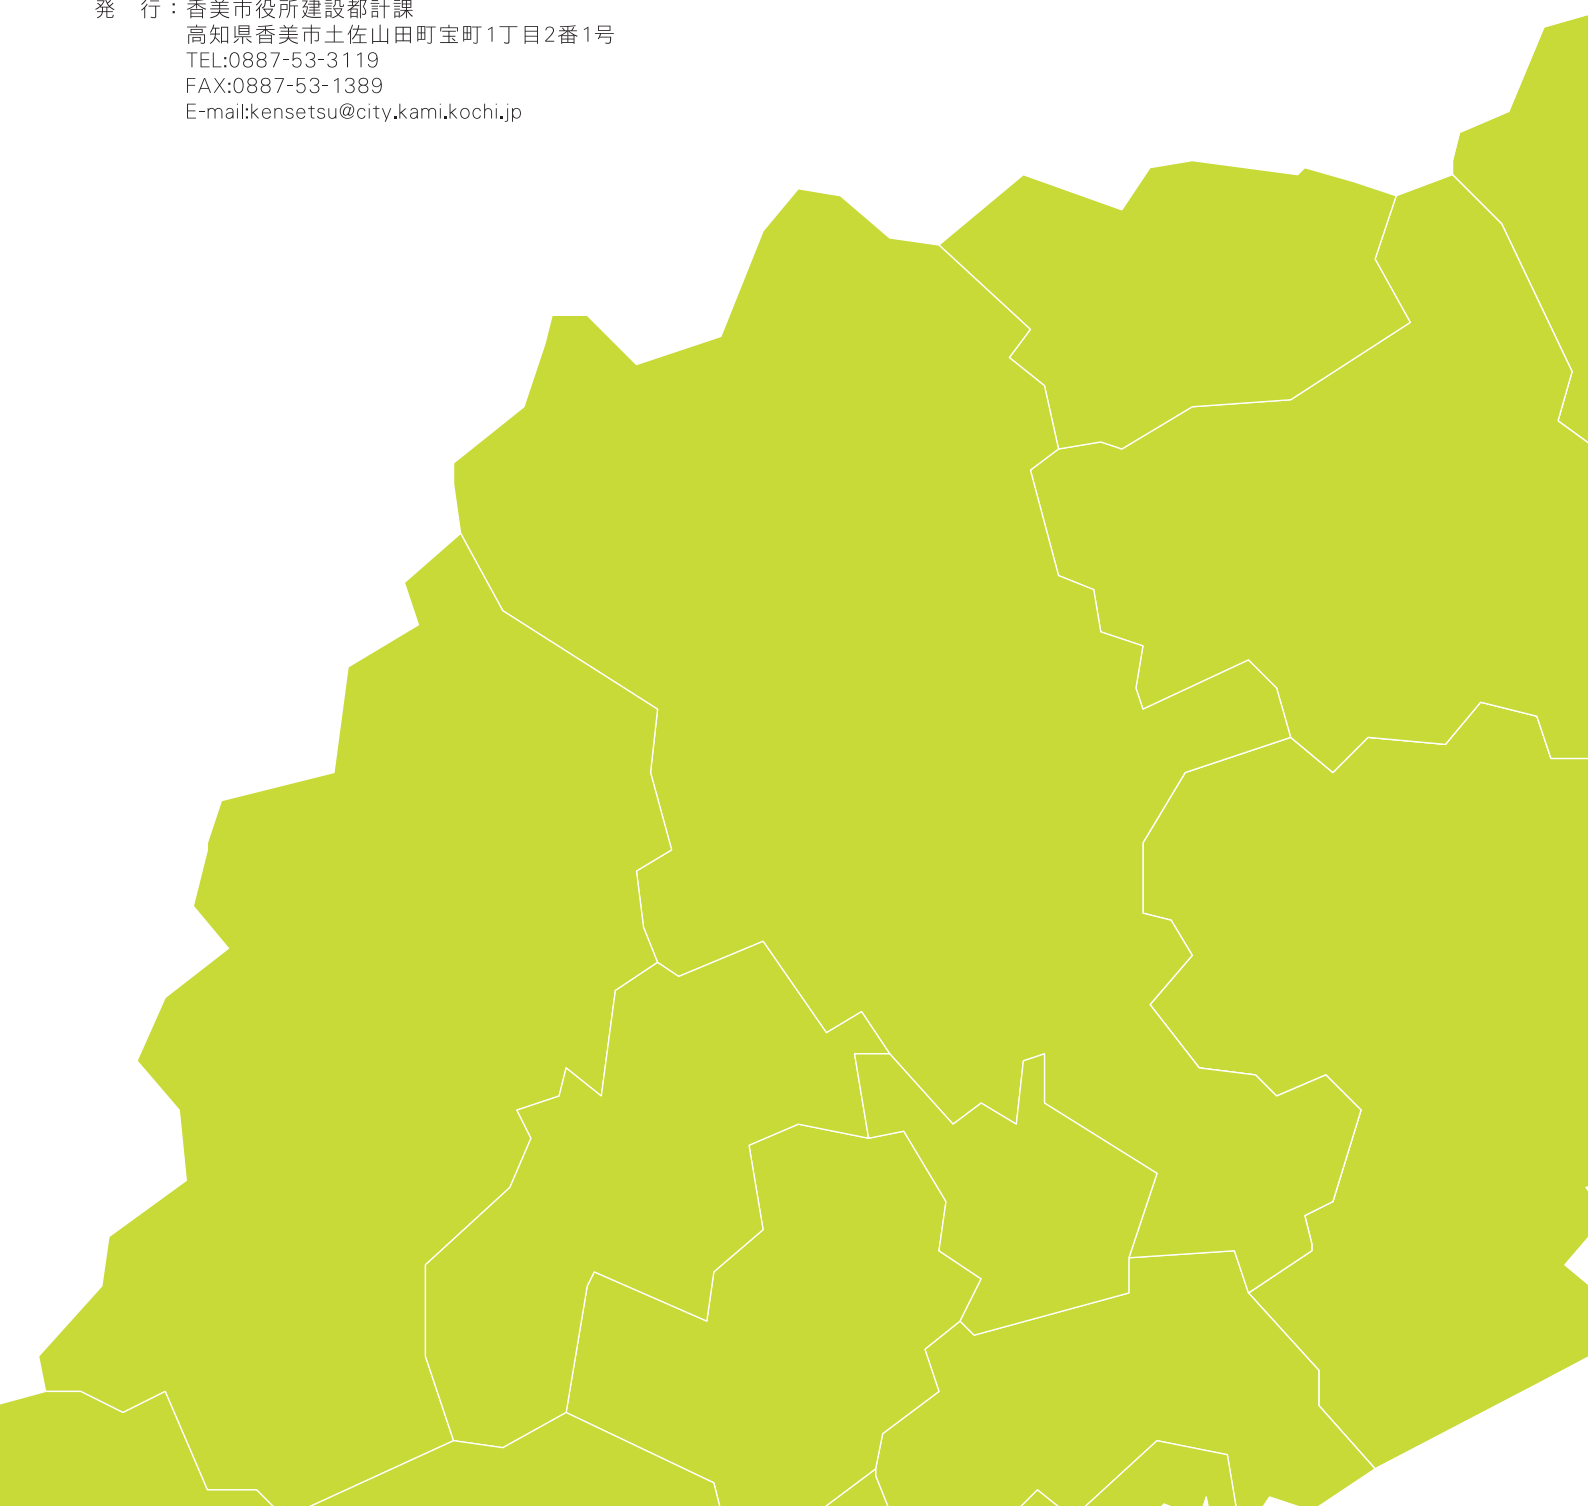 発　行：香美市役所建設都計課
高知県香美市土佐山田町宝町1丁目2番1号
TEL:0887-53-3119
FAX:0887-53-1389
E-mail:kensetsu@city.kami.kochi.jp